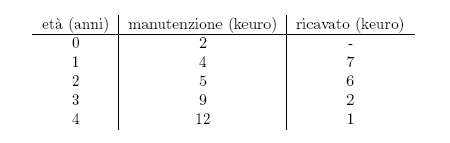 età (anni) manutenzione (keuro) ricavato (keuro)
0 2 -
1 4 7
2 5 6
3 9 2
4 12 1